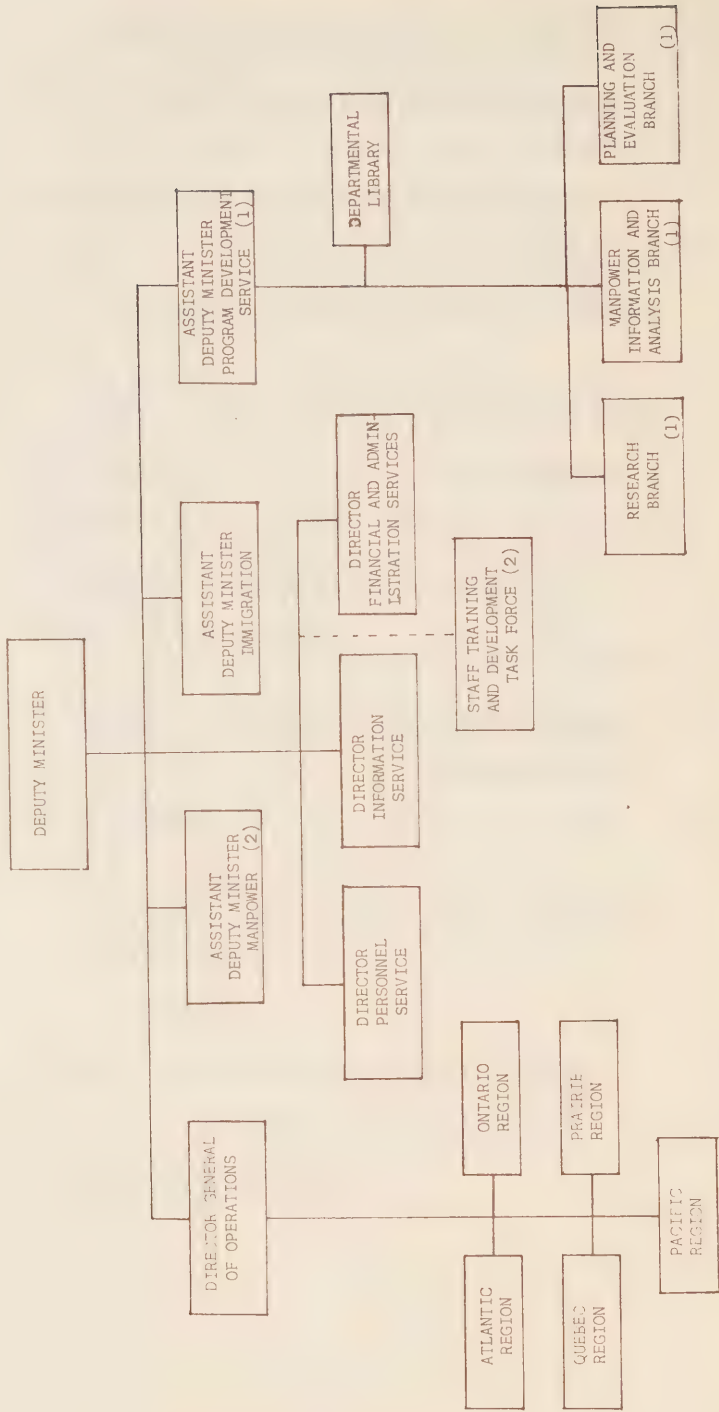 DEPUTY MINISTER
DIRECTOR GENERAL
OF OPERATIONS
ASSISTANT
DEPUTY MINISTER
MANPOWER (2)
ASSISTANT
DEPUTY MINISTER
IMMIGRATION
ASSISTANT
DEPUTY MINISTER
PROGRAM DEVELOPMENT
SERVICE (1)
DIRECTOR
PERSONNEL
SERVICE
DIRECTOR
INFORMATION
SERVICE
DIRECTOR
FINANCIAL AND ADMIN-
ISTRATION SERVICES
DEPARTMENTAL
LIBRARY
STAFF TRAINING
AND DEVELOPMENT
TASK FORCE (2)
ATLANTIC
REGION
ONTARIO
REGION
QUEBEC
REGION
PRAIRIE
REGION
PACIFIC
REGION
RESEARCH
BRANCH
(1)
MANPOWER
INFORMATION AND
ANALYSIS BRANCH
(1)
PLANNING AND
EVALUATION
BRANCH
(1)